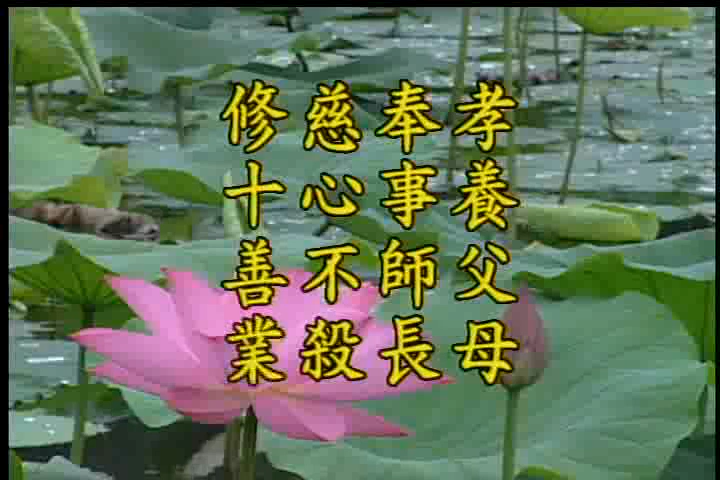 孝養父母
奉事師長
慈心不殺
修十善業